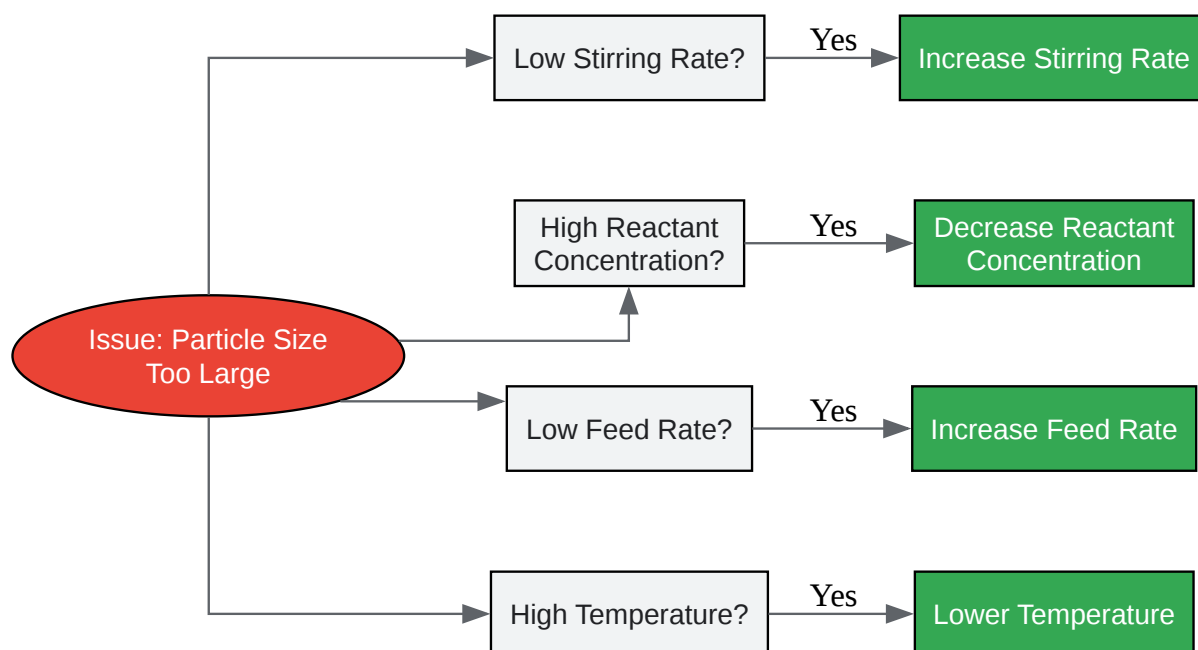 Low Stirring Rate?
Yes
Increase Stirring Rate
High Reactant
Concentration?
Yes
Decrease Reactant
Concentration
Issue: Particle Size
Too Large
Low Feed Rate?
Yes
Increase Feed Rate
High Temperature?
Yes
Lower Temperature